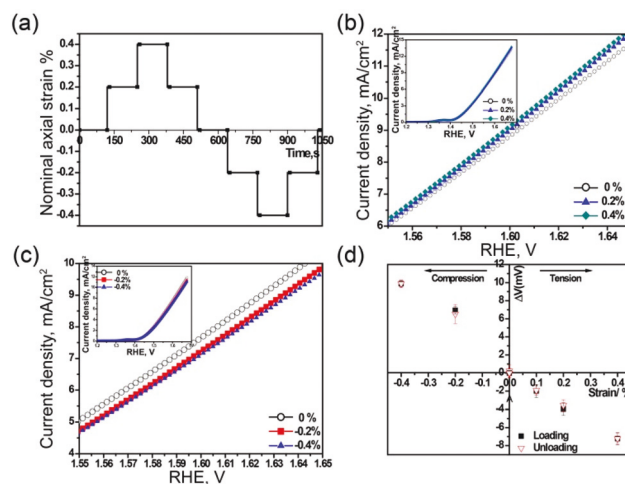 (a)
Nominal axial strain %
0.4
0.3
0.2
0.1
0.0
-0.1
-0.2
-0.3
-0.4
0 150 300 450 600 750 900 1050
Time,s
(b)
Current density, mA/cm²
12
11
10
9
8
7
6
1.56 1.58 1.60 1.62 1.64
RHE, V
0 %
0.2%
0.4%
Current density, mA/cm²
RHE, V
0 %
0.2%
0.4%
(c)
Current density, mA/cm²
10
9
8
7
6
5
4
1.55 1.56 1.57 1.58 1.59 1.60 1.61 1.62 1.63 1.64 1.65
RHE, V
0 %
-0.2%
-0.4%
Current density, mA/cm²
RHE, V
0 %
-0.2%
-0.4%
(d)
12
10
8
6
4
2
0
-2
-4
-6
-8
ΔV(mV)
Compression
Tension
-0.4 -0.3 -0.2 -0.1 0.0 0.1 0.2 0.3 0.4
Strain/ %
Loading
Unloading